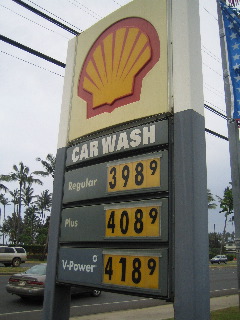 CAR WASH
Regular 398 9
Plus 408 9
V-Power 418 9